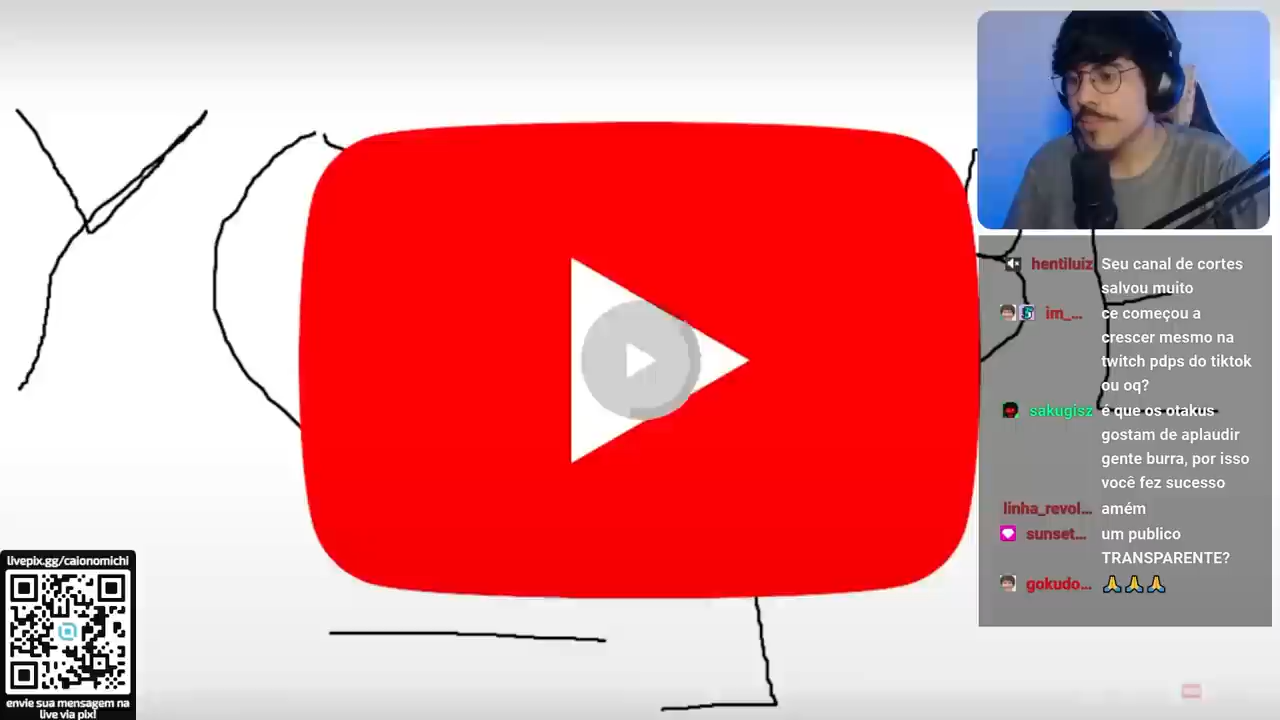 Y
hentiluiz Seu canal de cortes
salvou muito
im_... ce começou a
crescer mesmo na
twitch pdps do tiktok
ou oq?
sakugisz é que os otakus
gostam de aplaudir
gente burra, por isso
você fez sucesso
linha_revol... amém
sunset... um publico
TRANSPARENTE?
gokudo... 🙏🙏🙏
livepix.gg/caionomichi
envie sua mensagem na
live via pix!